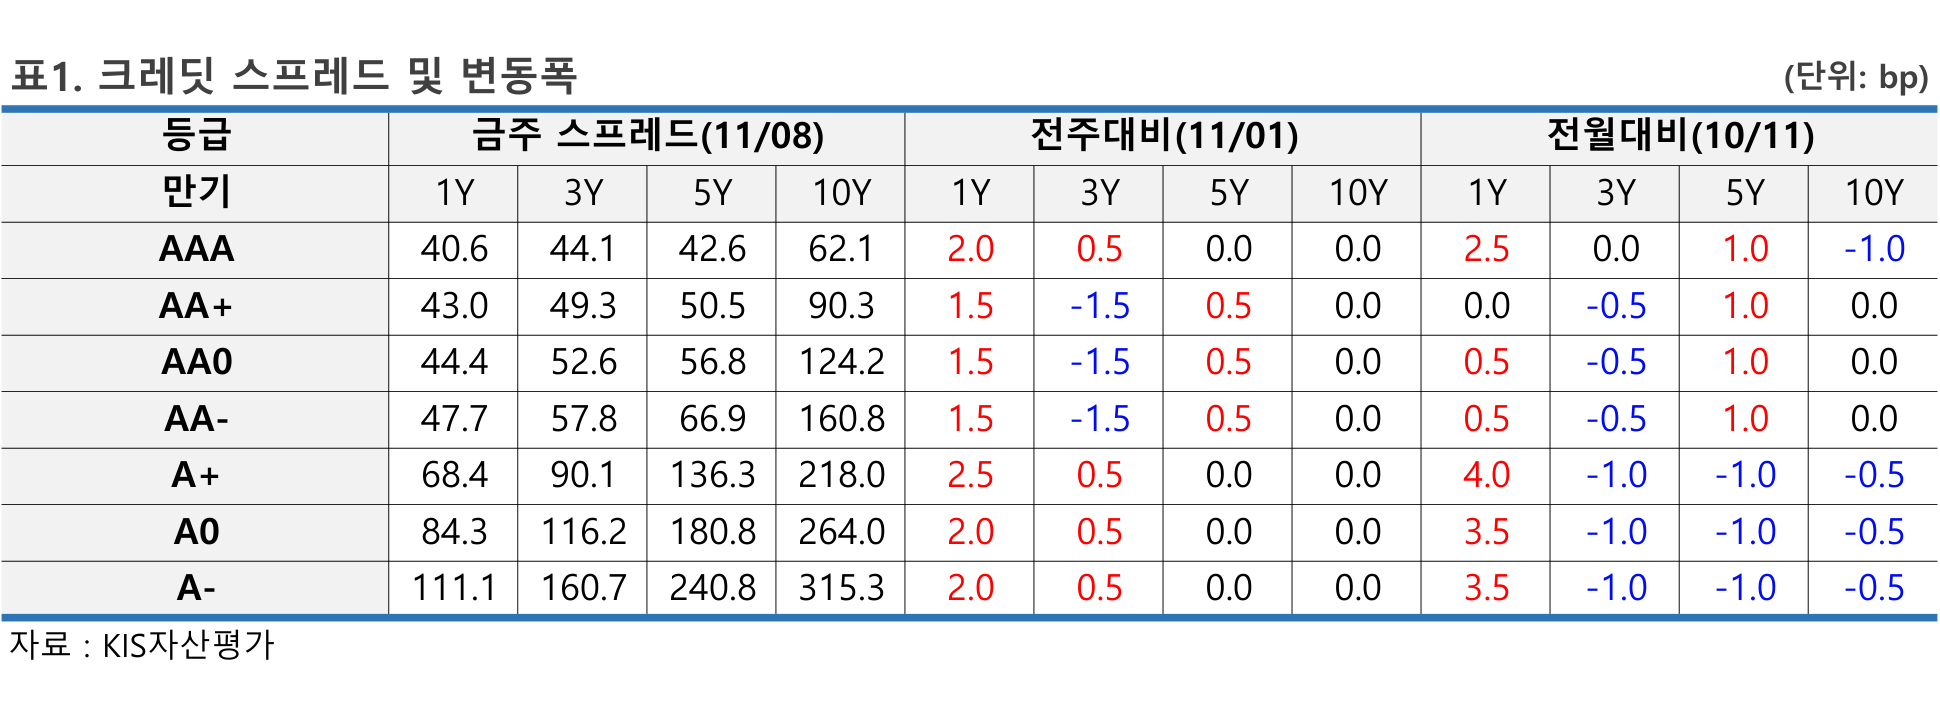 표1. 크레딧 스프레드 및 변동폭 (단위: bp)
등급 금주 스프레드(11/08) 전주대비(11/01) 전월대비(10/11)
만기 1Y 3Y 5Y 10Y 1Y 3Y 5Y 10Y 1Y 3Y 5Y 10Y
AAA 40.6 44.1 42.6 62.1 2.0 0.5 0.0 0.0 2.5 0.0 1.0 -1.0
AA+ 43.0 49.3 50.5 90.3 1.5 -1.5 0.5 0.0 0.0 -0.5 1.0 0.0
AA0 44.4 52.6 56.8 124.2 1.5 -1.5 0.5 0.0 0.5 -0.5 1.0 0.0
AA- 47.7 57.8 66.9 160.8 1.5 -1.5 0.5 0.0 0.5 -0.5 1.0 0.0
A+ 68.4 90.1 136.3 218.0 2.5 0.5 0.0 0.0 4.0 -1.0 -1.0 -0.5
A0 84.3 116.2 180.8 264.0 2.0 0.5 0.0 0.0 3.5 -1.0 -1.0 -0.5
A- 111.1 160.7 240.8 315.3 2.0 0.5 0.0 0.0 3.5 -1.0 -1.0 -0.5
자료 : KIS자산평가